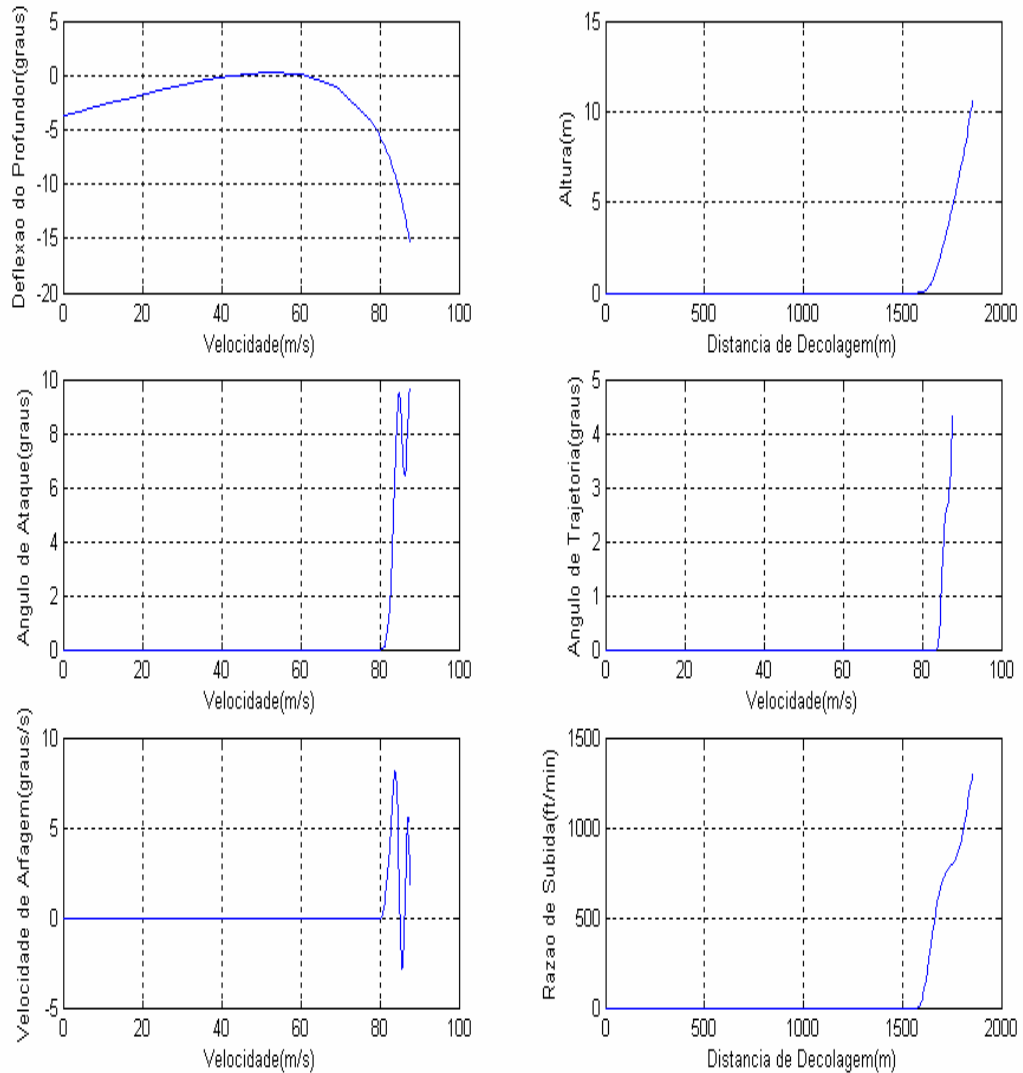 Deflexao do Profundor(graus)
5
0
-5
-10
-15
-20
0 20 40 60 80 100
Velocidade(m/s)
Altura(m)
15
10
5
0
0 500 1000 1500 2000
Distancia de Decolagem(m)
Angulo de Ataque(graus)
10
8
6
4
2
0
0 20 40 60 80 100
Velocidade(m/s)
Angulo de Trajetoria(graus)
5
4
3
2
1
0
0 20 40 60 80 100
Velocidade(m/s)
Velocidade de Arfagem(graus/s)
10
5
0
-5
0 20 40 60 80 100
Velocidade(m/s)
Razao de Subida(ft/min)
1500
1000
500
0
0 500 1000 1500 2000
Distancia de Decolagem(m)